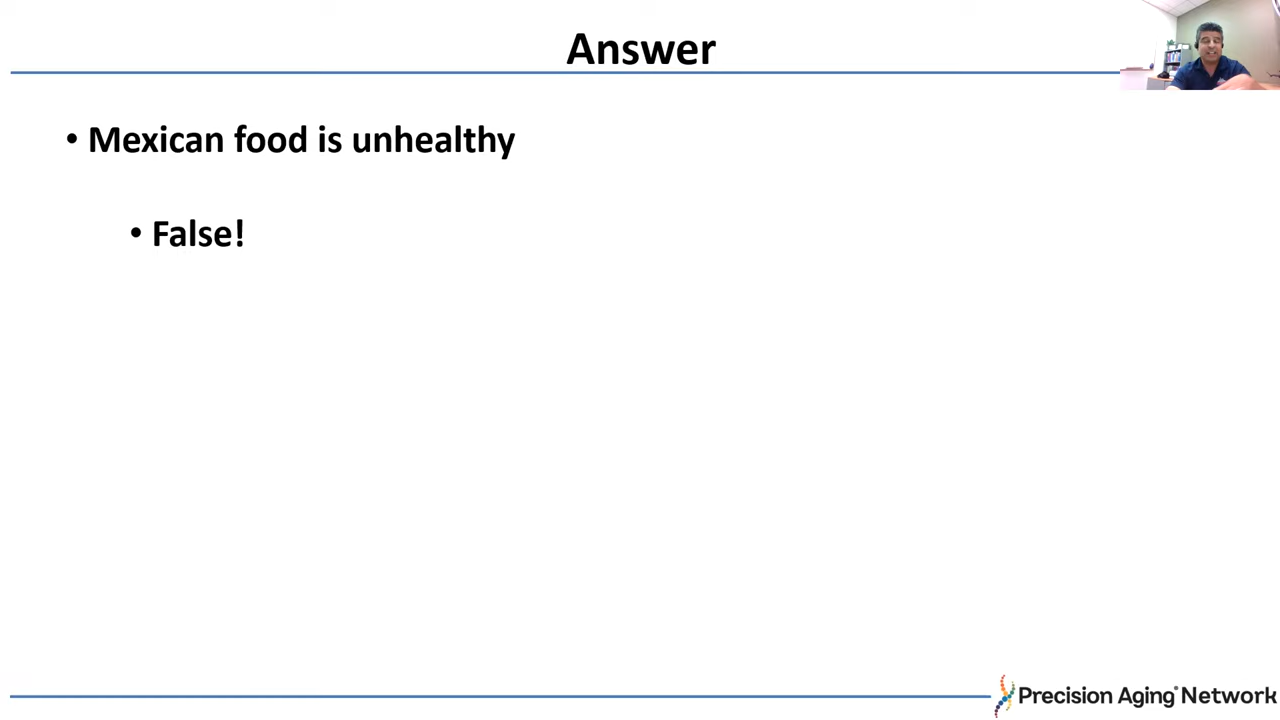 Answer
• Mexican food is unhealthy
• False!
Precision Aging® Network